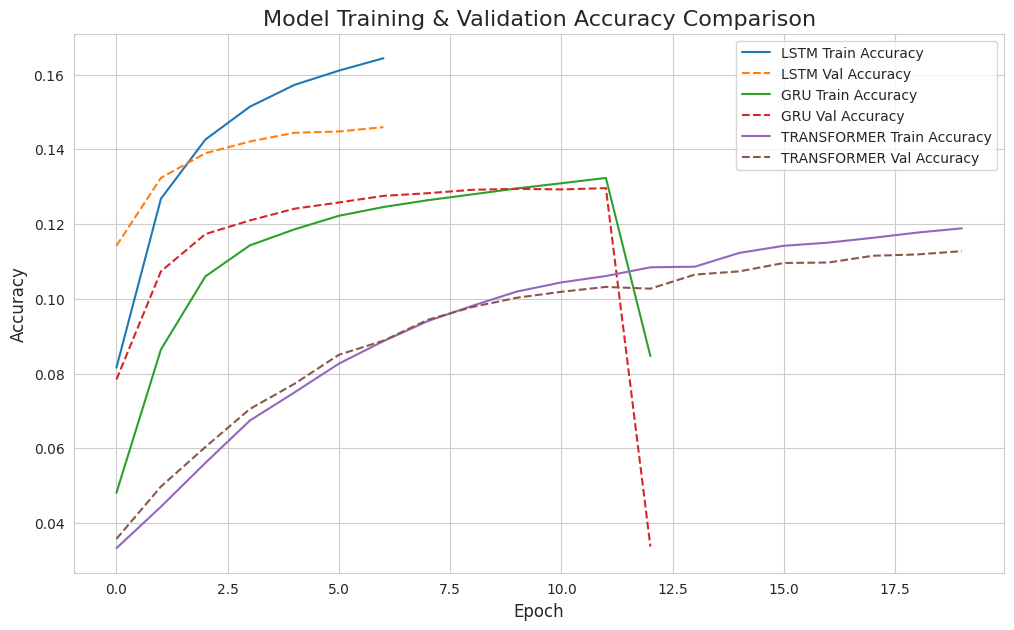 Model Training & Validation Accuracy Comparison
LSTM Train Accuracy
LSTM Val Accuracy
GRU Train Accuracy
GRU Val Accuracy
TRANSFORMER Train Accuracy
TRANSFORMER Val Accuracy
Accuracy
0.16
0.14
0.12
0.10
0.08
0.06
0.04
0.0 2.5 5.0 7.5 10.0 12.5 15.0 17.5
Epoch